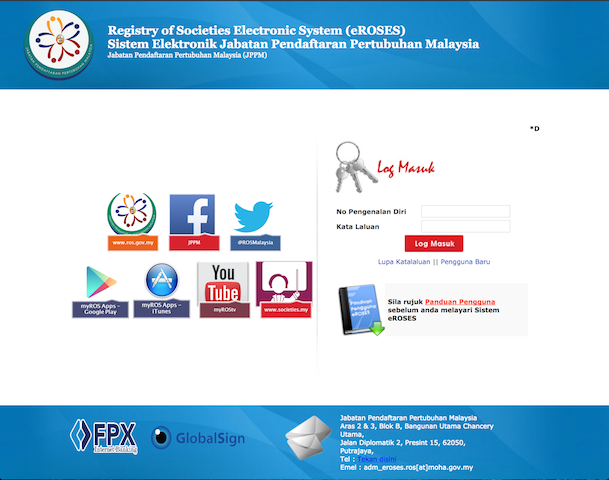 Registry of Societies Electronic System (eROSES)
Sistem Elektronik Jabatan Pendaftaran Pertubuhan Malaysia
Jabatan Pendaftaran Pertubuhan Malaysia (JPPM)
*D
Log Masuk
No Pengenalan Diri
Kata Laluan
Log Masuk
Lupa Katalaluan || Pengguna Baru
Panduan
Pengguna
eROSES
Sila rujuk Panduan Pengguna
sebelum anda melayari Sistem
eROSES
www.ros.gov.my
JPPM
@ROSMalaysia
myROS Apps -
Google Play
myROS Apps -
iTunes
You
Tube
myROStv
www.societies.my
FPX
Internet Banking
GlobalSign
Jabatan Pendaftaran Pertubuhan Malaysia
Aras 2 & 3, Blok B, Bangunan Utama Chancery
Utama,
Jalan Diplomatik 2, Presint 15, 62050,
Putrajaya,
Tel : Tekan disini
Emel : adm_eroses.ros[at]moha.gov.my